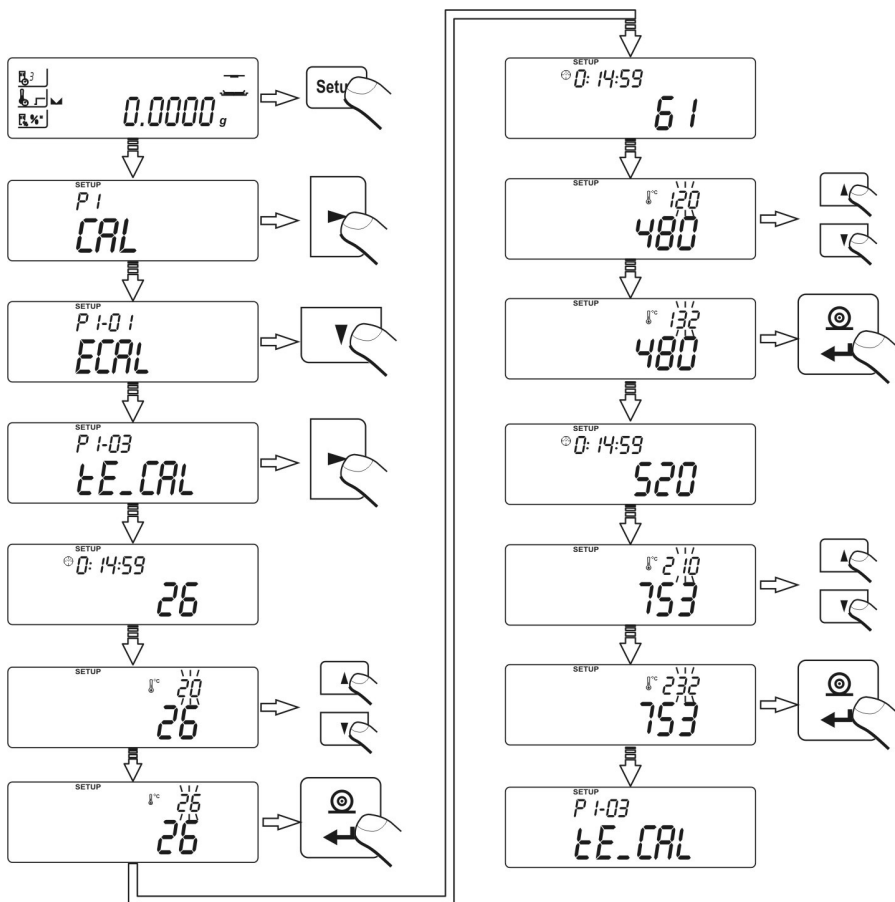 3
%*
0.0000 g
Setu
SETUP
P1
CAL
SETUP
P1-01
ECAL
SETUP
P1-03
tE_CAL
SETUP
0:14:59
26
SETUP
°C 20
26
SETUP
°C 26
26
SETUP
0:14:59
61
SETUP
°C 120
480
SETUP
°C 132
480
SETUP
0:14:59
520
SETUP
°C 210
753
SETUP
°C 232
753
SETUP
P1-03
tE_CAL